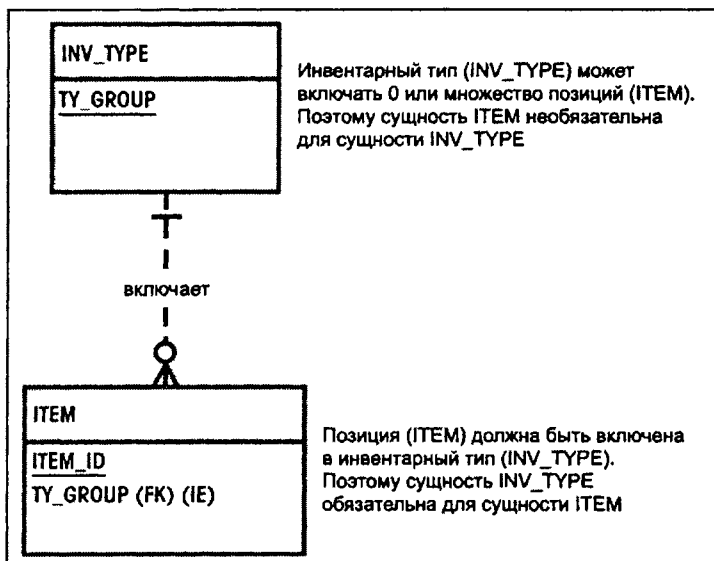 INV_TYPE
TY_GROUP
Инвентарный тип (INV_TYPE) может
включать 0 или множество позиций (ITEM).
Поэтому сущность ITEM необязательна
для сущности INV_TYPE
включает
ITEM
ITEM_ID
TY_GROUP (FK) (IE)
Позиция (ITEM) должна быть включена
в инвентарный тип (INV_TYPE).
Поэтому сущность INV_TYPE
обязательна для сущности ITEM